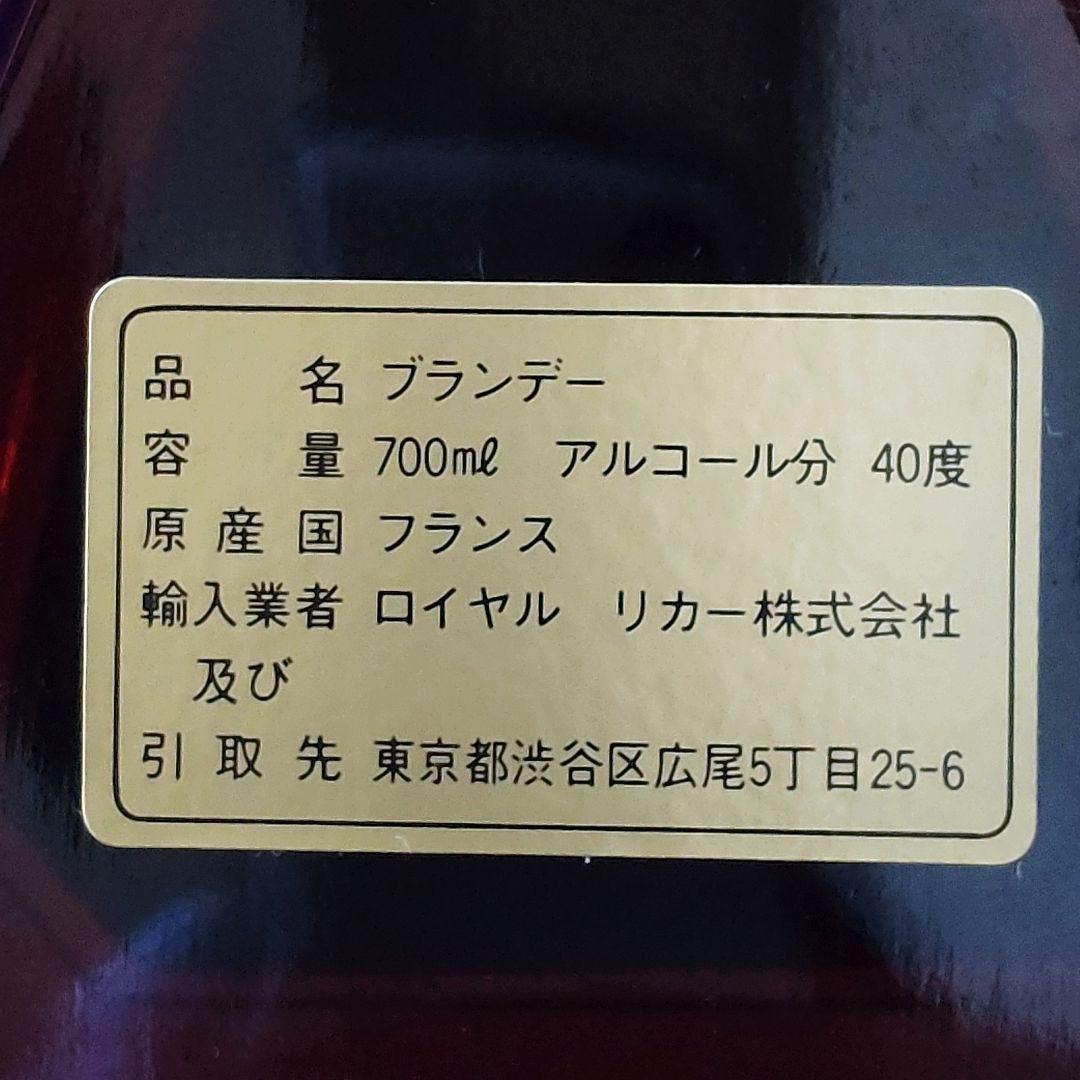 品名 ブランデー
容量 700ml アルコール分 40度
原産国 フランス
輸入業者 ロイヤル リカー株式会社
及び
引取先 東京都渋谷区広尾5丁目25-6